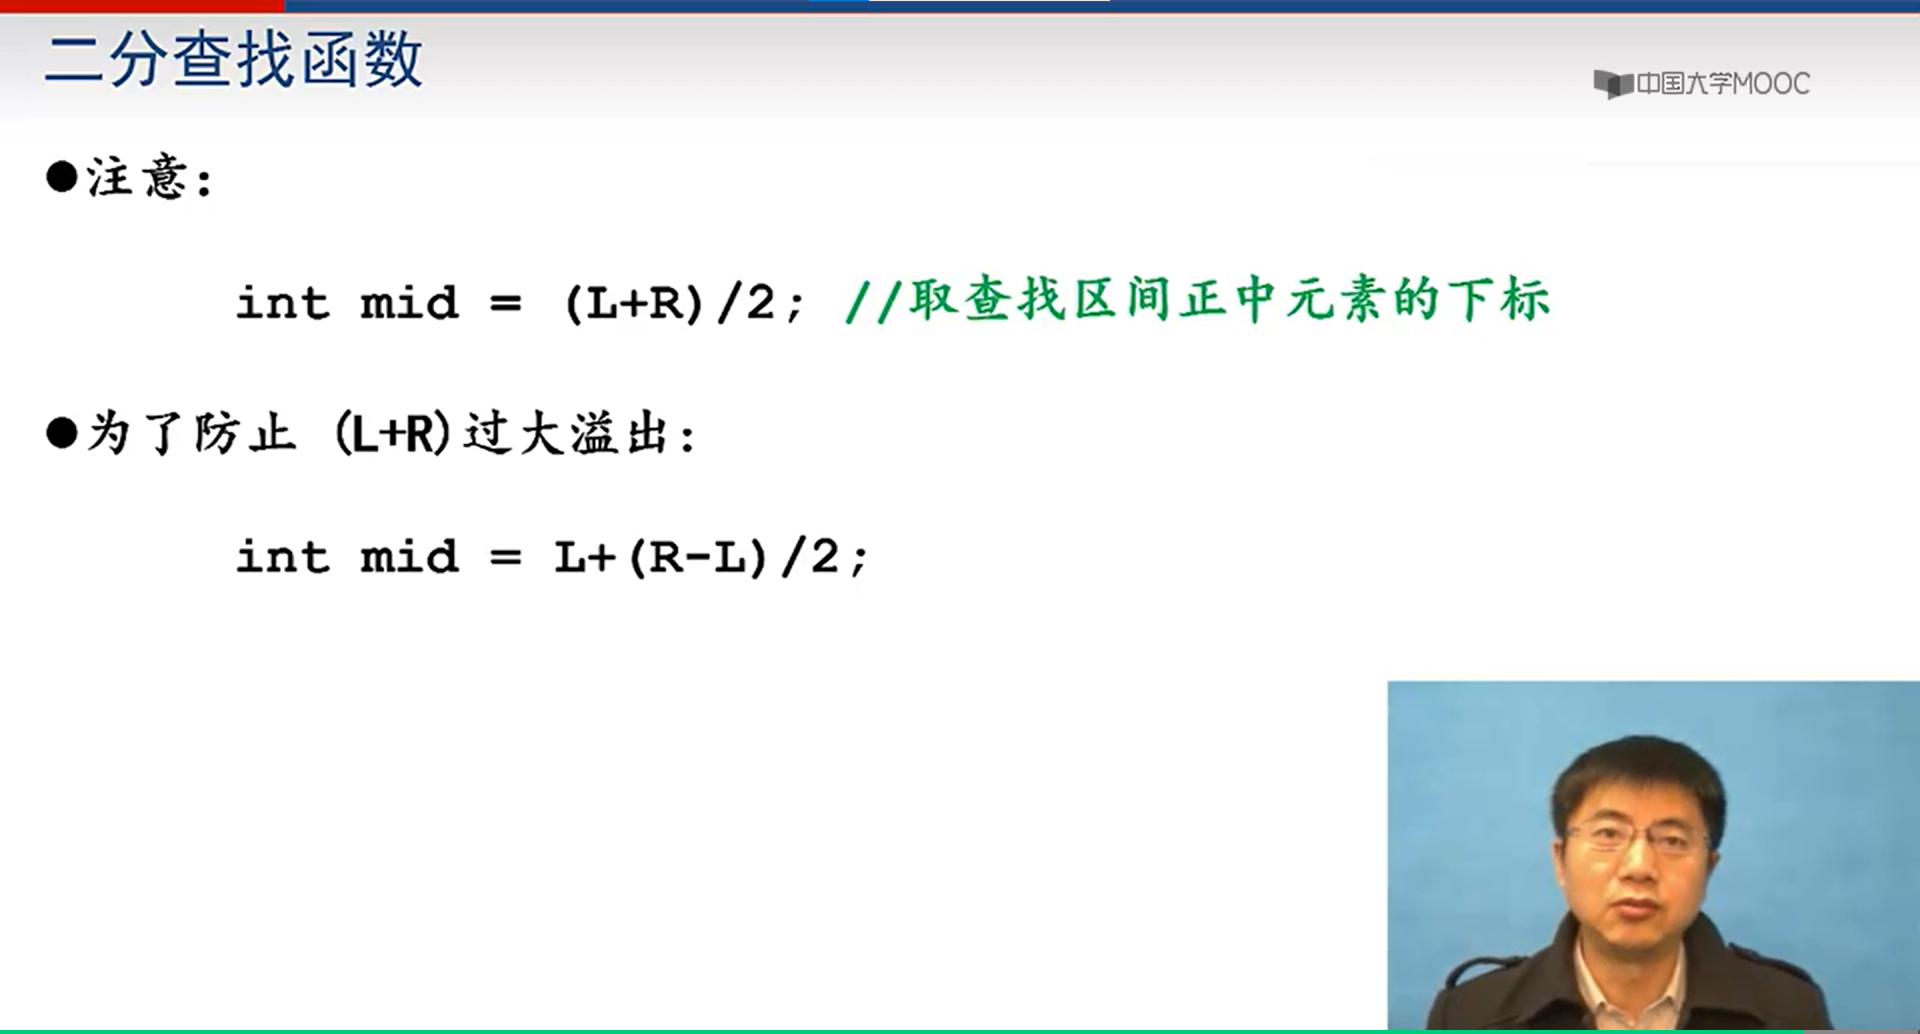 二分查找函数
中国大学MOOC
●注意:
int mid = (L+R)/2; //取查找区间正中元素的下标
●为了防止 (L+R)过大溢出:
int mid = L+(R-L)/2;